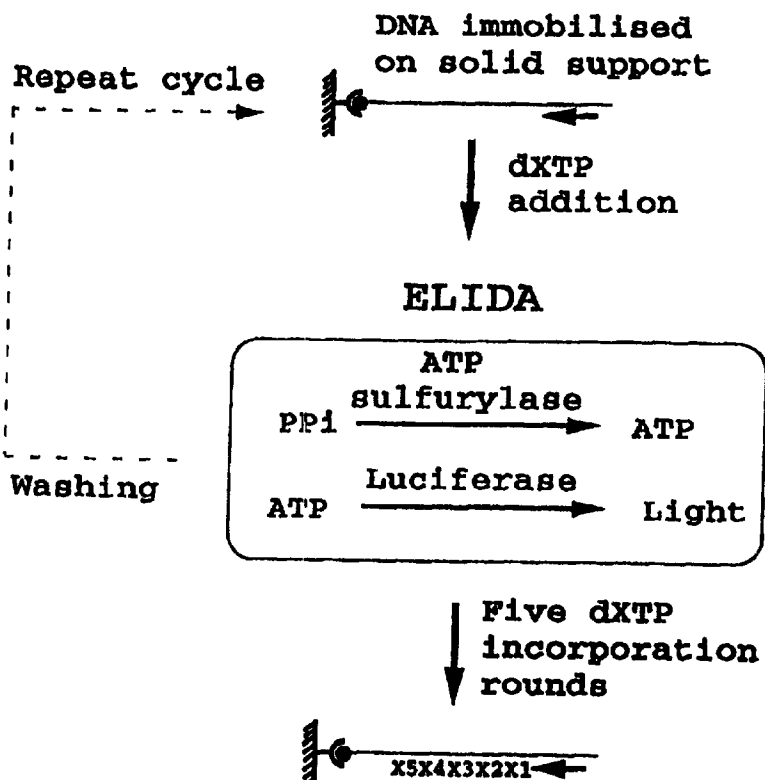 DNA immobilised
on solid support
Repeat cycle
dXTP
addition
ELIDA
ATP
sulfurylase
PPi
ATP
Luciferase
ATP
Light
Washing
Five dXTP
incorporation
rounds
X5X4X3X2X1